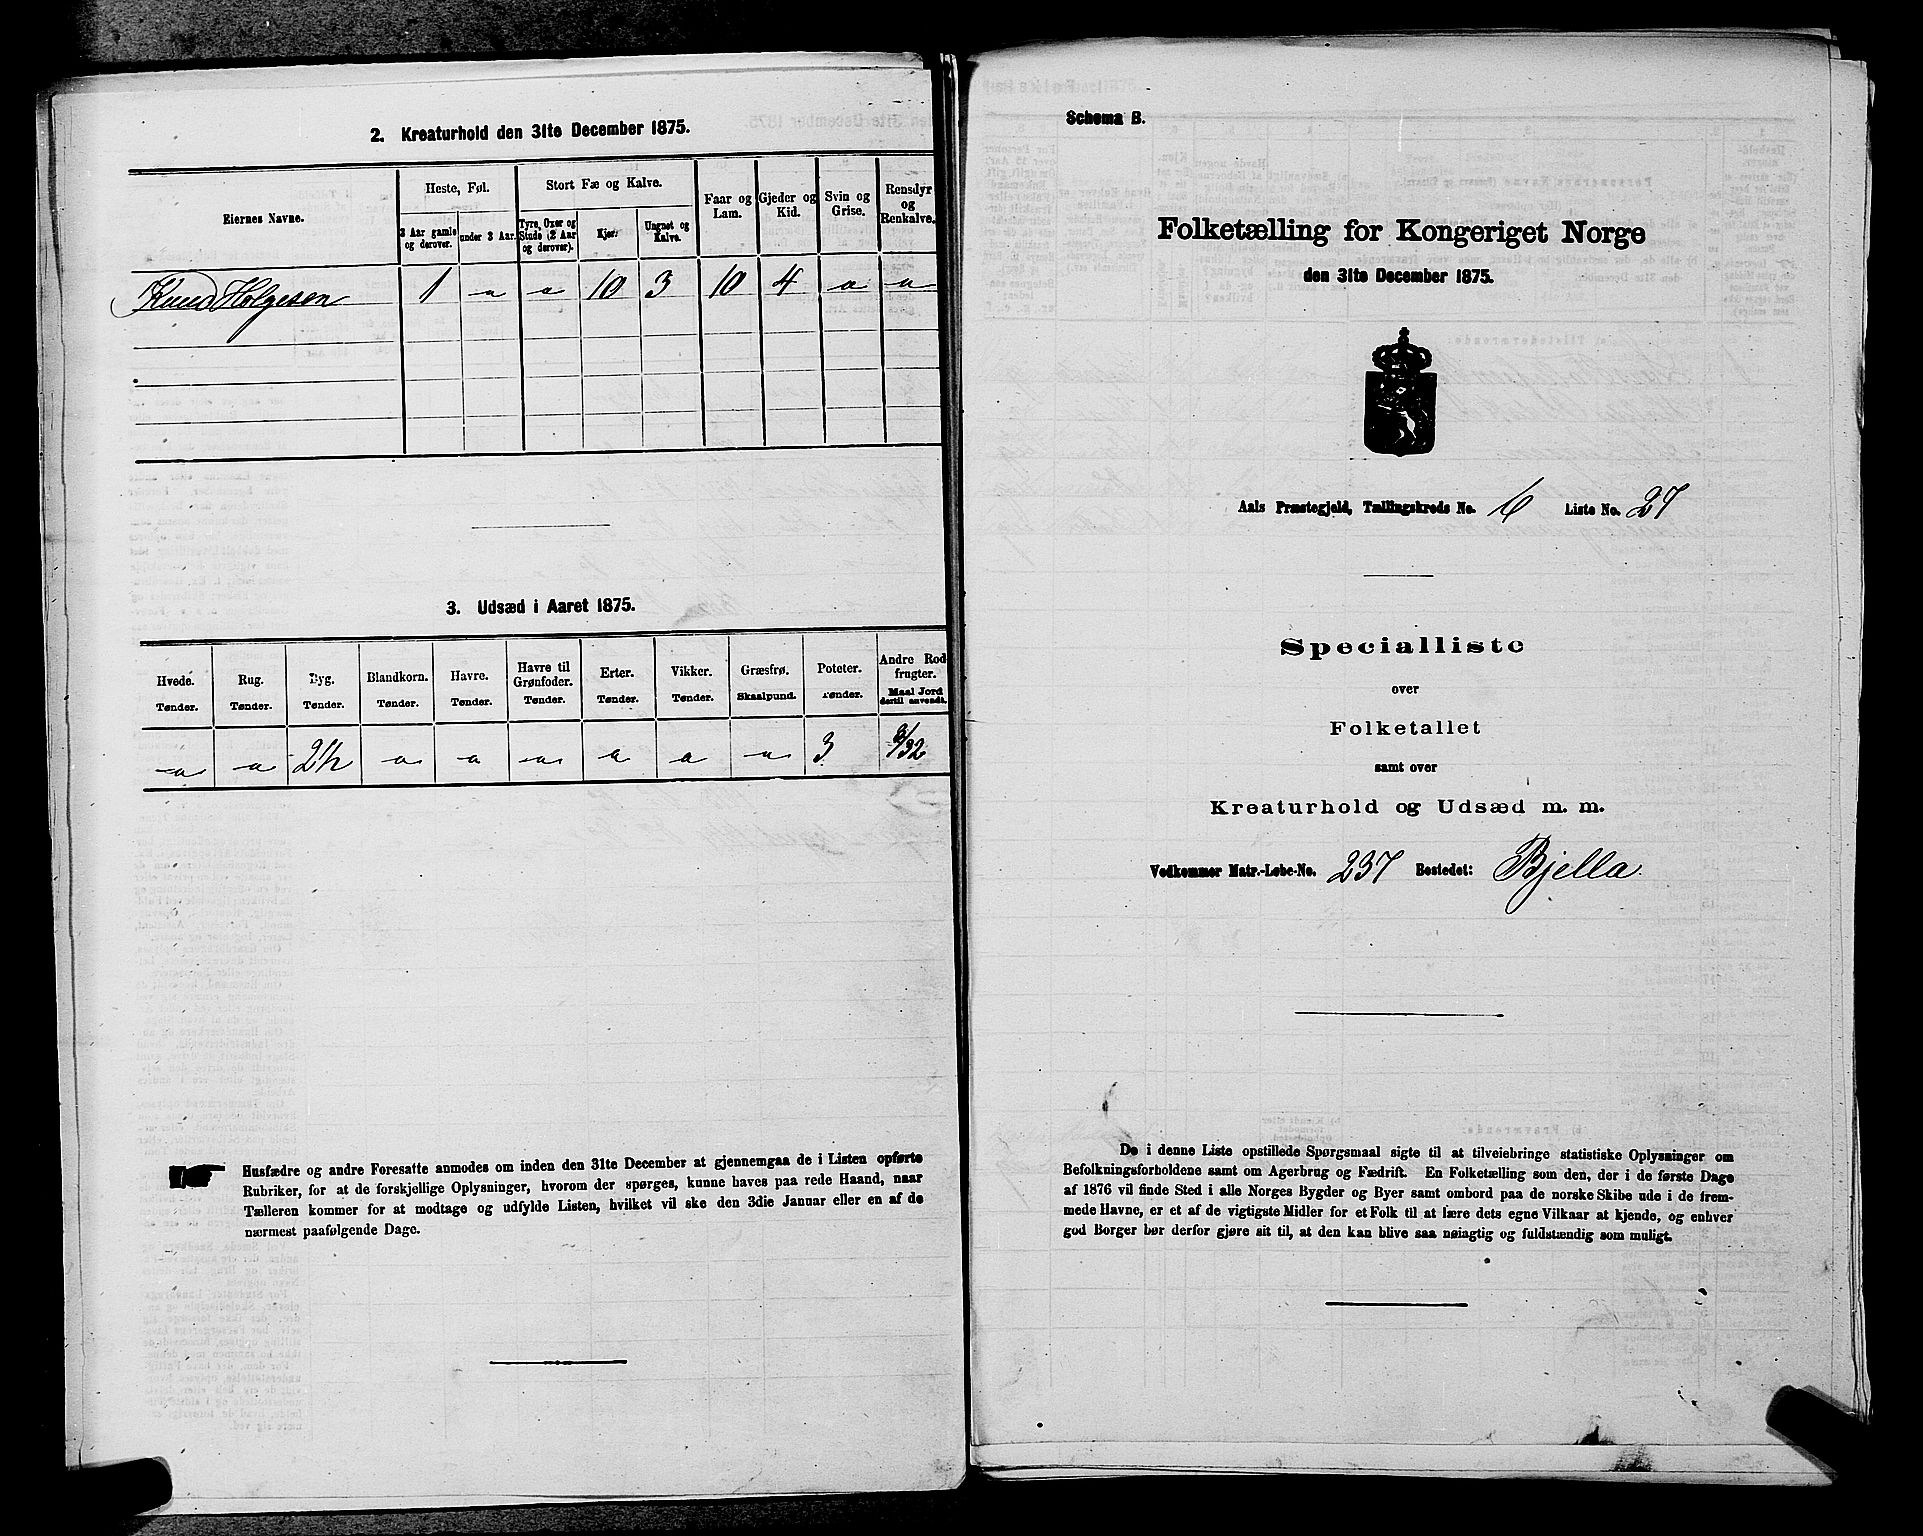 2. Kreaturhold den 31te December 1875.
Eiernes Navne.
Heste, Føl.
3 Aar gamle og derover.
under 3 Aar.
Stort Fæ og Kalve.
Tyre, Oxer og Stude (2 Aar og derover).
Kjør.
Ungnøt og Kalve.
Faar og Lam.
Gjeder og Kid.
Svin og Grise.
Rensdyr og Renkalve.
Knud Holgesen 1 " " 10 3 10 4 " "
3. Udsæd i Aaret 1875.
Hvede. Rug. Byg. Blandkorn. Havre. Havre til Grønfoder. Erter. Vikker. Græsfrø. Poteter. Andre Rodfrugter.
Tønder. Tønder. Tønder. Tønder. Tønder. Tønder. Tønder. Tønder. Skaalpund. Tønder. Maal Jord dertil anvendt.
" " 2½ " " " " " " 3 3/32
Husfædre og andre Foresatte anmodes om inden den 31te December at gjennemgaa de i Listen opførte
Rubriker, for at de forskjellige Oplysninger, hvorom der spørges, kunne haves paa rede Haand, naar
Tælleren kommer for at modtage og udfylde Listen, hvilket vil ske den 3die Januar eller en af de
nærmest paafølgende Dage.
Schema B.
Folketælling for Kongeriget Norge
den 31te December 1875.
Aals Præstegjeld, Tællingskreds No. 6 Liste No. 27
Specialliste
over
Folketallet
samt over
Kreaturhold og Udsæd m. m.
Vedkommer Matr.-Løbe-No. 237 Bostedet: Bjella.
De i denne Liste opstillede Spørgsmaal sigte til at tilveiebringe statistiske Oplysninger om
Befolkningsforholdene samt om Agerbrug og Fædrift. En Folketælling som den, der i de første Dage
af 1876 vil finde Sted i alle Norges Bygder og Byer samt ombord paa de norske Skibe ude i de frem-
mede Havne, er et af de vigtigste Midler for et Folk til at lære dets egne Vilkaar at kjende, og enhver
god Borger bør derfor gjøre sit til, at den kan blive saa nøiagtig og fuldstændig som muligt.